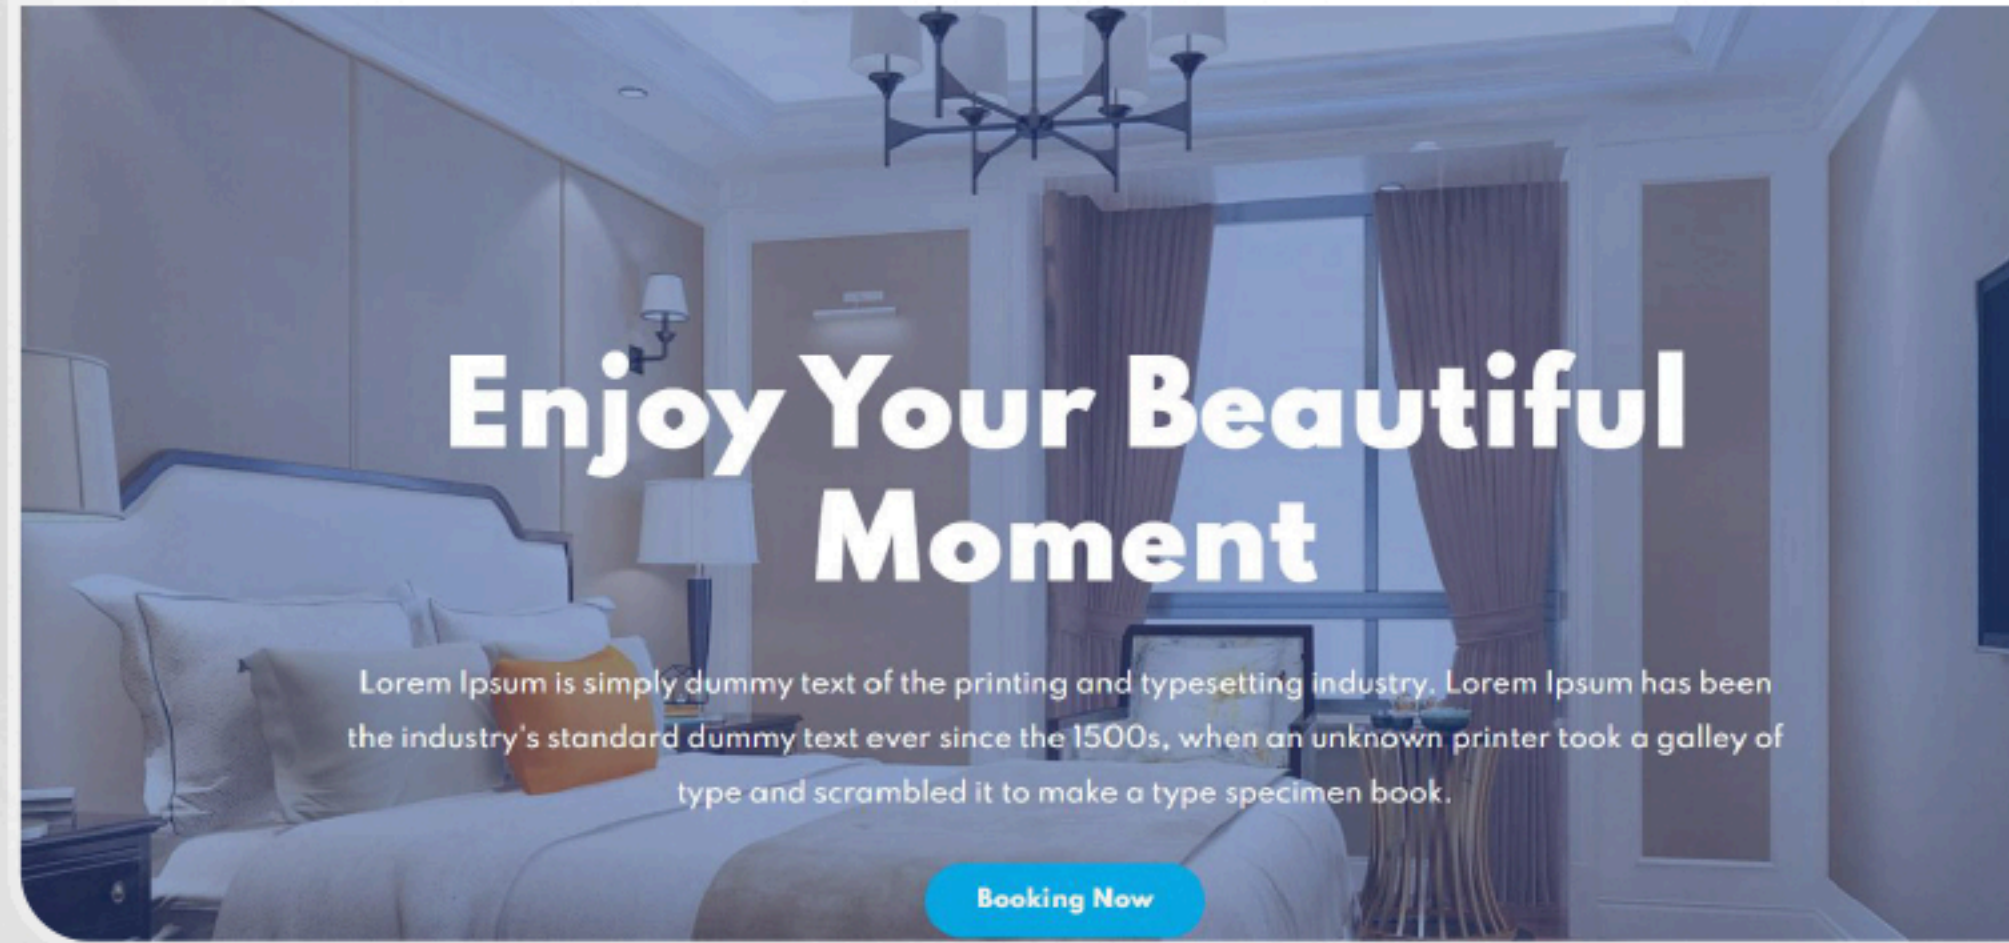 Enjoy Your Beautiful
Moment
Lorem Ipsum is simply dummy text of the printing and typesetting industry. Lorem Ipsum has been
the industry's standard dummy text ever since the 1500s, when an unknown printer took a galley of
type and scrambled it to make a type specimen book.
Booking Now